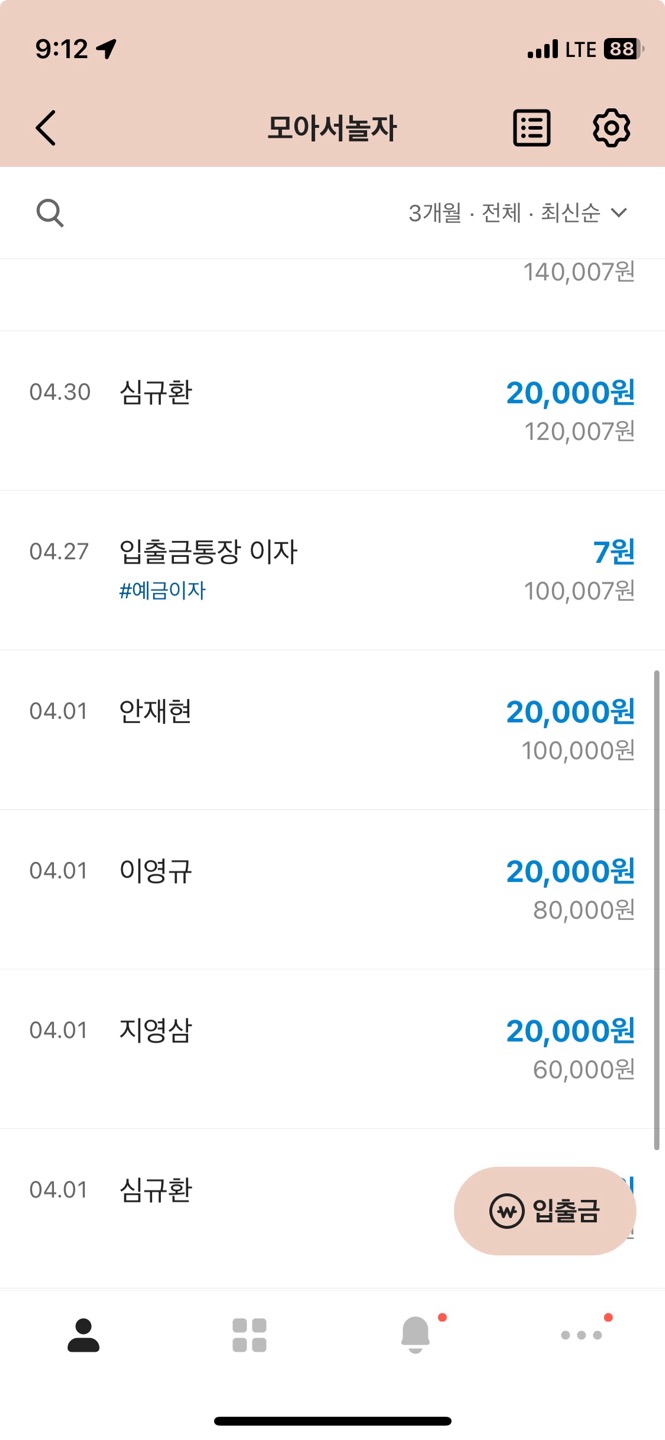 9:12
LTE 88
모아서놀자
3개월 · 전체 · 최신순
140,007원
04.30 심규환 20,000원
120,007원
04.27 입출금통장 이자 7원
#예금이자 100,007원
04.01 안재현 20,000원
100,000원
04.01 이영규 20,000원
80,000원
04.01 지영삼 20,000원
60,000원
04.01 심규환
입출금